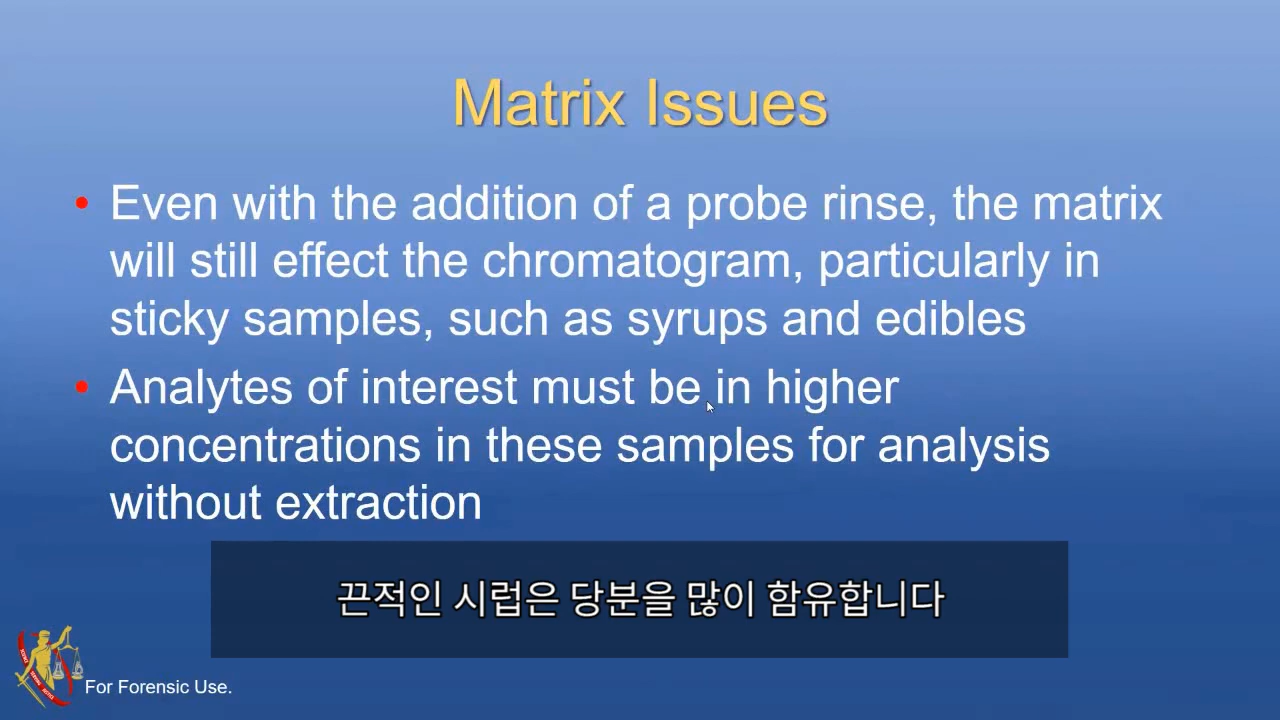 Matrix Issues
• Even with the addition of a probe rinse, the matrix
will still effect the chromatogram, particularly in
sticky samples, such as syrups and edibles
• Analytes of interest must be in higher
concentrations in these samples for analysis
without extraction
끈적인 시럽은 당분을 많이 함유합니다
For Forensic Use.